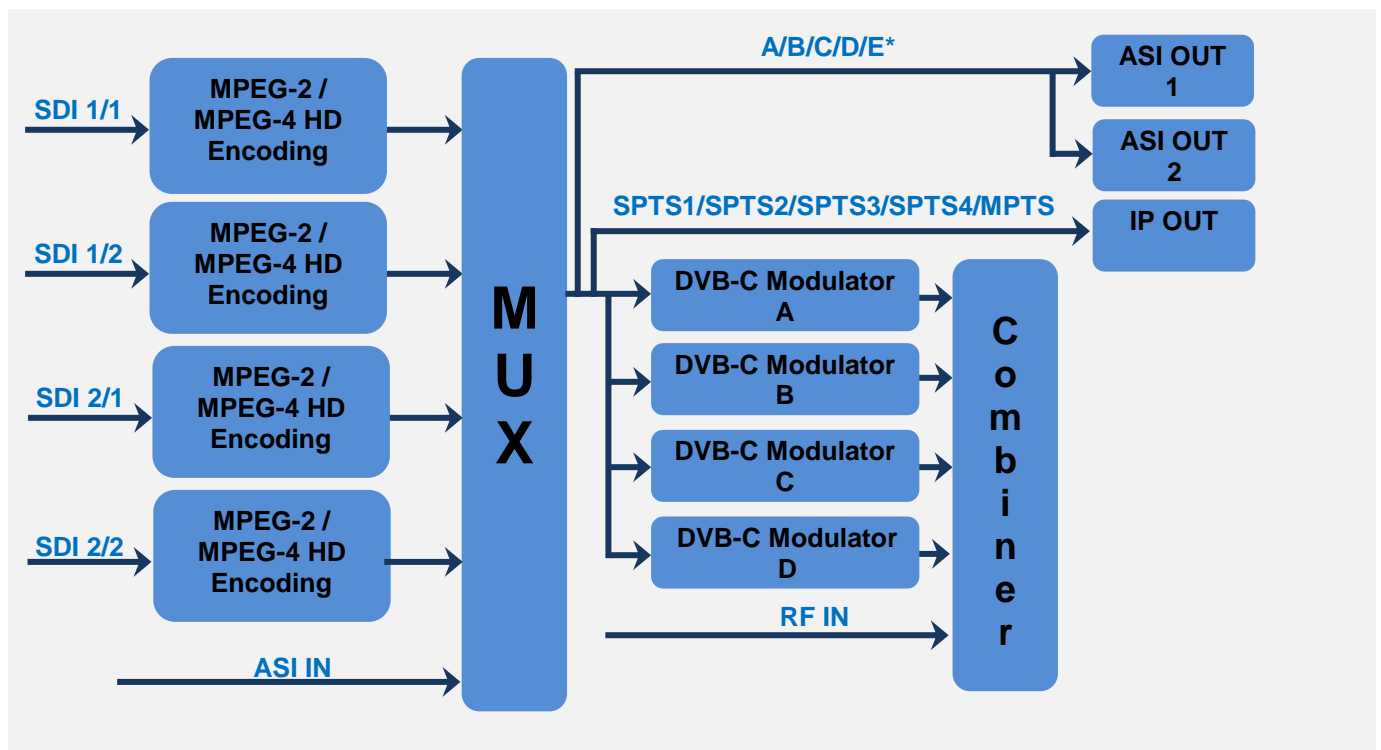 SDI 1/1
MPEG-2 /
MPEG-4 HD
Encoding
SDI 1/2
MPEG-2 /
MPEG-4 HD
Encoding
SDI 2/1
MPEG-2 /
MPEG-4 HD
Encoding
SDI 2/2
MPEG-2 /
MPEG-4 HD
Encoding
ASI IN
M
U
X
A/B/C/D/E*
ASI OUT
1
ASI OUT
2
SPTS1/SPTS2/SPTS3/SPTS4/MPTS
IP OUT
DVB-C Modulator
A
DVB-C Modulator
B
DVB-C Modulator
C
DVB-C Modulator
D
RF IN
C
o
m
b
i
n
e
r